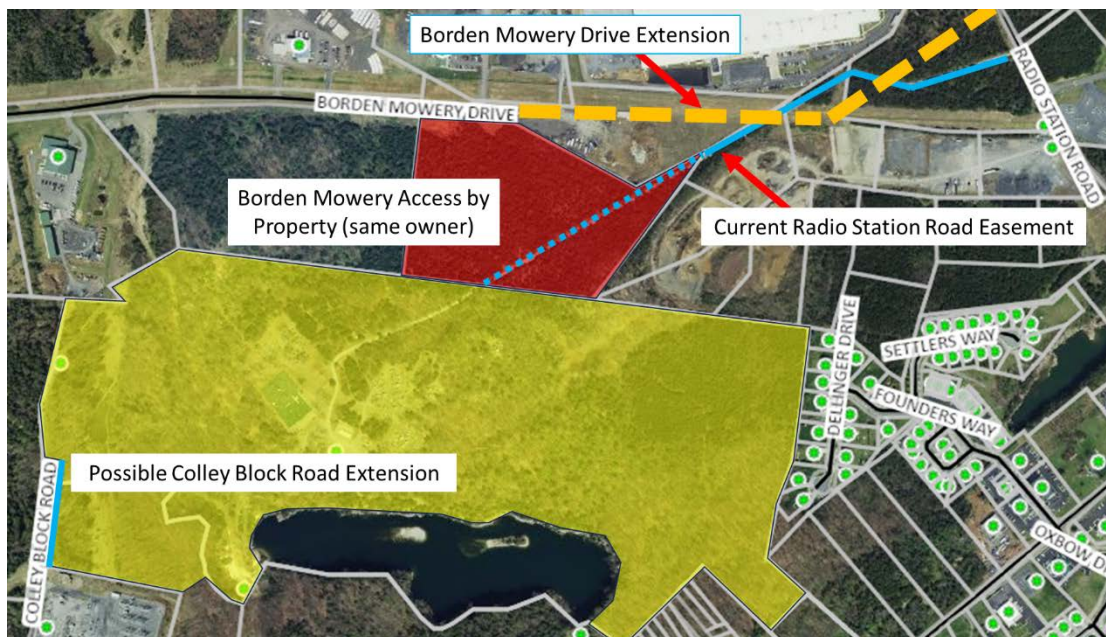 Borden Mowery Drive Extension
RADIO STATION ROAD
BORDEN MOWERY DRIVE
Borden Mowery Access by
Property (same owner)
Current Radio Station Road Easement
SETTLERS WAY
DELLINGER DRIVE
FOUNDERS WAY
Possible Colley Block Road Extension
COLLEY BLOCK ROAD
OXBOW D